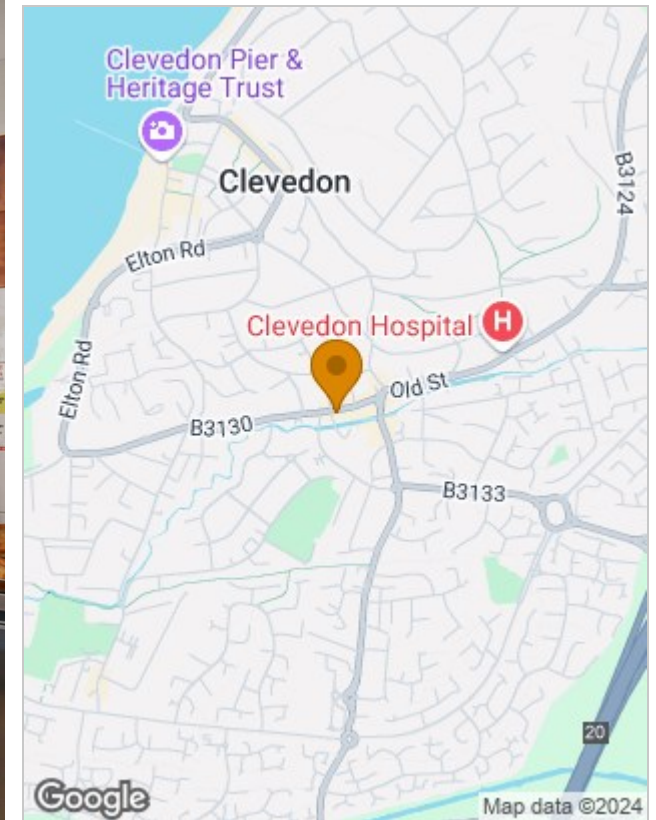 Clevedon Pier &
Heritage Trust
Clevedon
B3124
Elton Rd
Clevedon Hospital
H
Elton Rd
Old St
B3130
B3133
20
Google
Map data ©2024